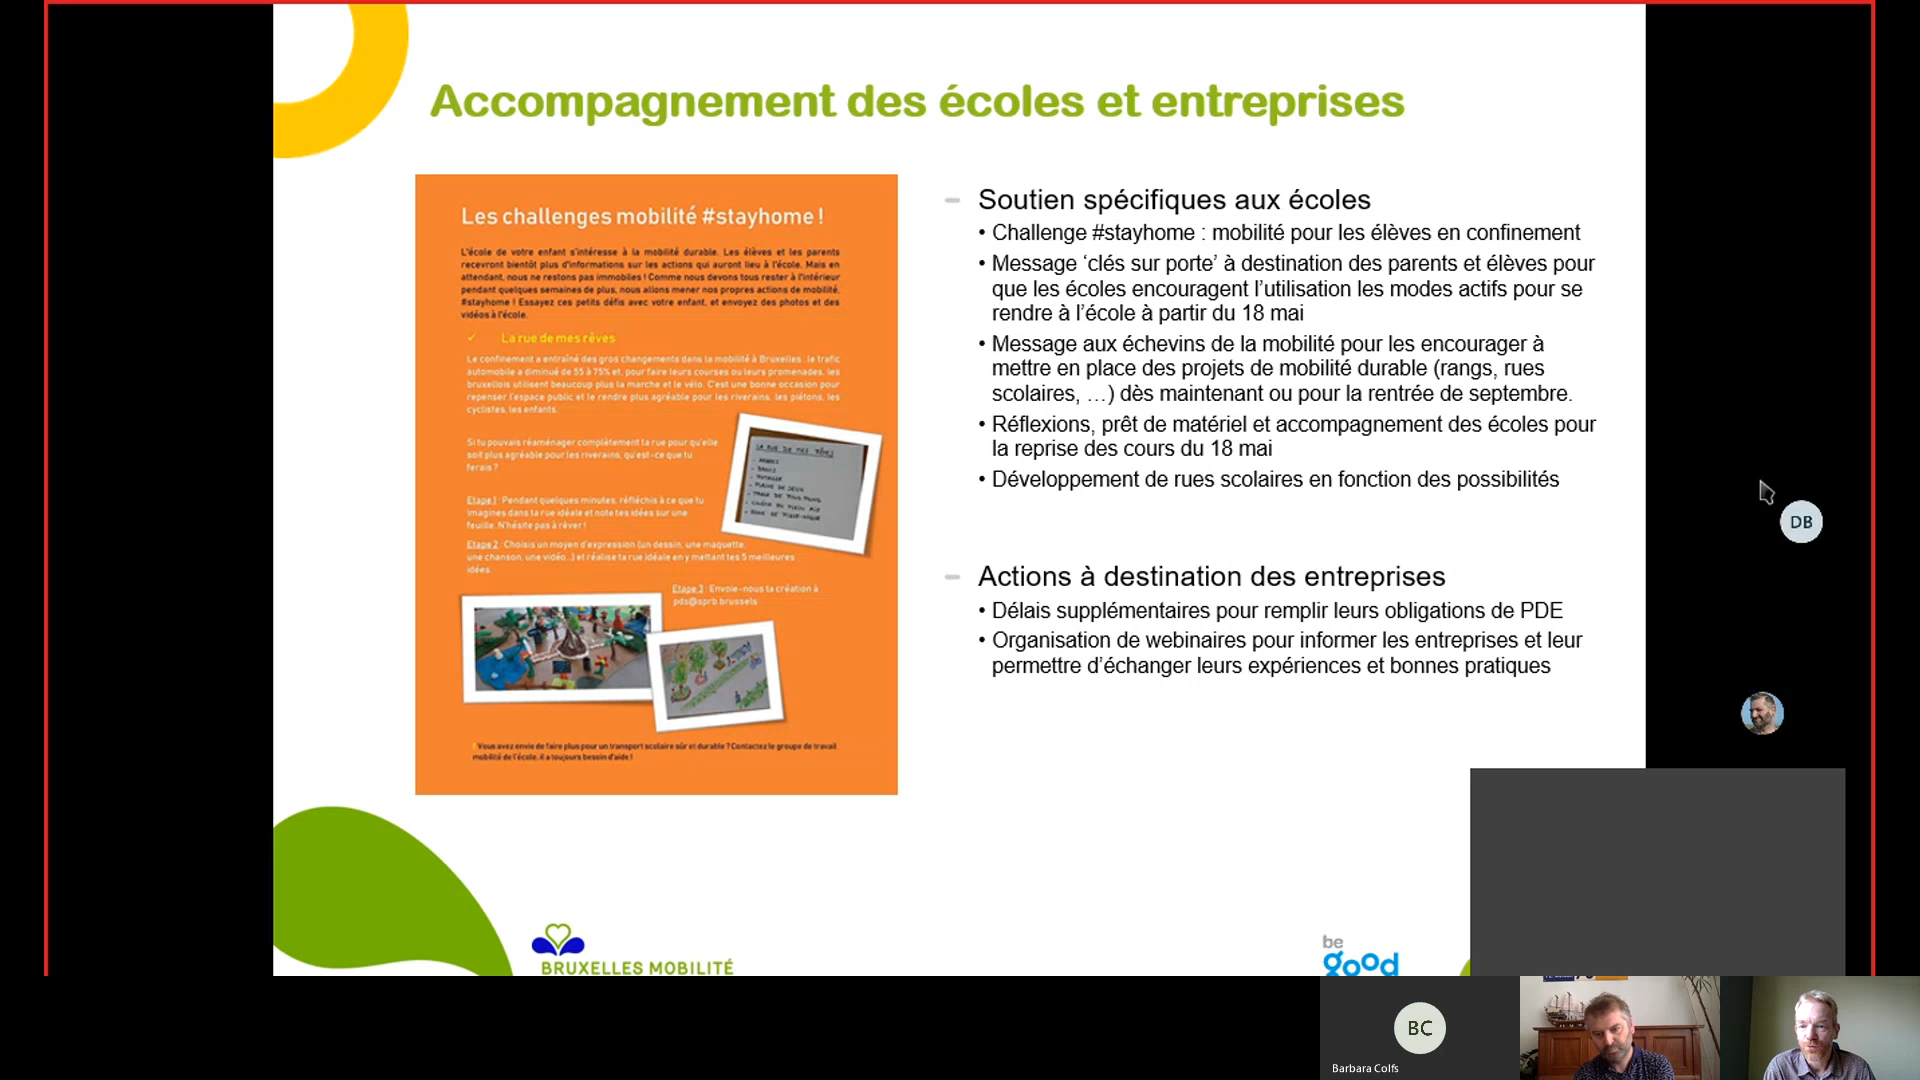 Accompagnement des écoles et entreprises
Les challenges mobilité #stayhome !
L'école de votre enfant s'intéresse à la mobilité durable. Les élèves et les parents
recevront bientôt plus d'informations sur les actions qui auront lieu à l'école. Mais en
attendant, nous ne restons pas immobiles ! Comme nous devons tous rester à l'intérieur
pendant quelques semaines de plus, nous allons mener nos propres actions de mobilité,
#stayhome ! Essayez ces petits défis avec votre enfant, et envoyez des photos et des
vidéos à l'école.
✓ La rue de mes rêves
Le confinement a entraîné des gros changements dans la mobilité à Bruxelles : le trafic
automobile a diminué de 55 à 75% et, pour faire leurs courses ou leurs promenades, les
bruxellois utilisent beaucoup plus la marche et le vélo. C'est une bonne occasion pour
repenser l'espace public et le rendre plus agréable pour les riverains, les piétons, les
cyclistes, les enfants.
Si tu pouvais réaménager complètement ta rue pour qu'elle
soit plus agréable pour les riverains, qu'est-ce que tu
ferais ?
Etape 1 : Pendant quelques minutes, réfléchis à ce que tu
imagines dans ta rue idéale et note tes idées sur une
feuille. N'hésite pas à rêver !
Etape 2 : Choisis un moyen d'expression (un dessin, une maquette,
une chanson, une vidéo...) et réalise ta rue idéale en y mettant tes 5 meilleures
idées.
LA RUE DE MES RÊVES
Etape 3 : Envoie-nous ta création à
pds@sprb.brussels
! Vous avez envie de faire plus pour un transport scolaire sûr et durable ? Contactez le groupe de travail
mobilité de l'école, il a toujours besoin d'aide !
– Soutien spécifiques aux écoles
• Challenge #stayhome : mobilité pour les élèves en confinement
• Message ‘clés sur porte’ à destination des parents et élèves pour
que les écoles encouragent l’utilisation les modes actifs pour se
rendre à l’école à partir du 18 mai
• Message aux échevins de la mobilité pour les encourager à
mettre en place des projets de mobilité durable (rangs, rues
scolaires, …) dès maintenant ou pour la rentrée de septembre.
• Réflexions, prêt de matériel et accompagnement des écoles pour
la reprise des cours du 18 mai
• Développement de rues scolaires en fonction des possibilités
– Actions à destination des entreprises
• Délais supplémentaires pour remplir leurs obligations de PDE
• Organisation de webinaires pour informer les entreprises et leur
permettre d’échanger leurs expériences et bonnes pratiques
DB
BRUXELLES MOBILITÉ
be
good
BC
Barbara Colfs